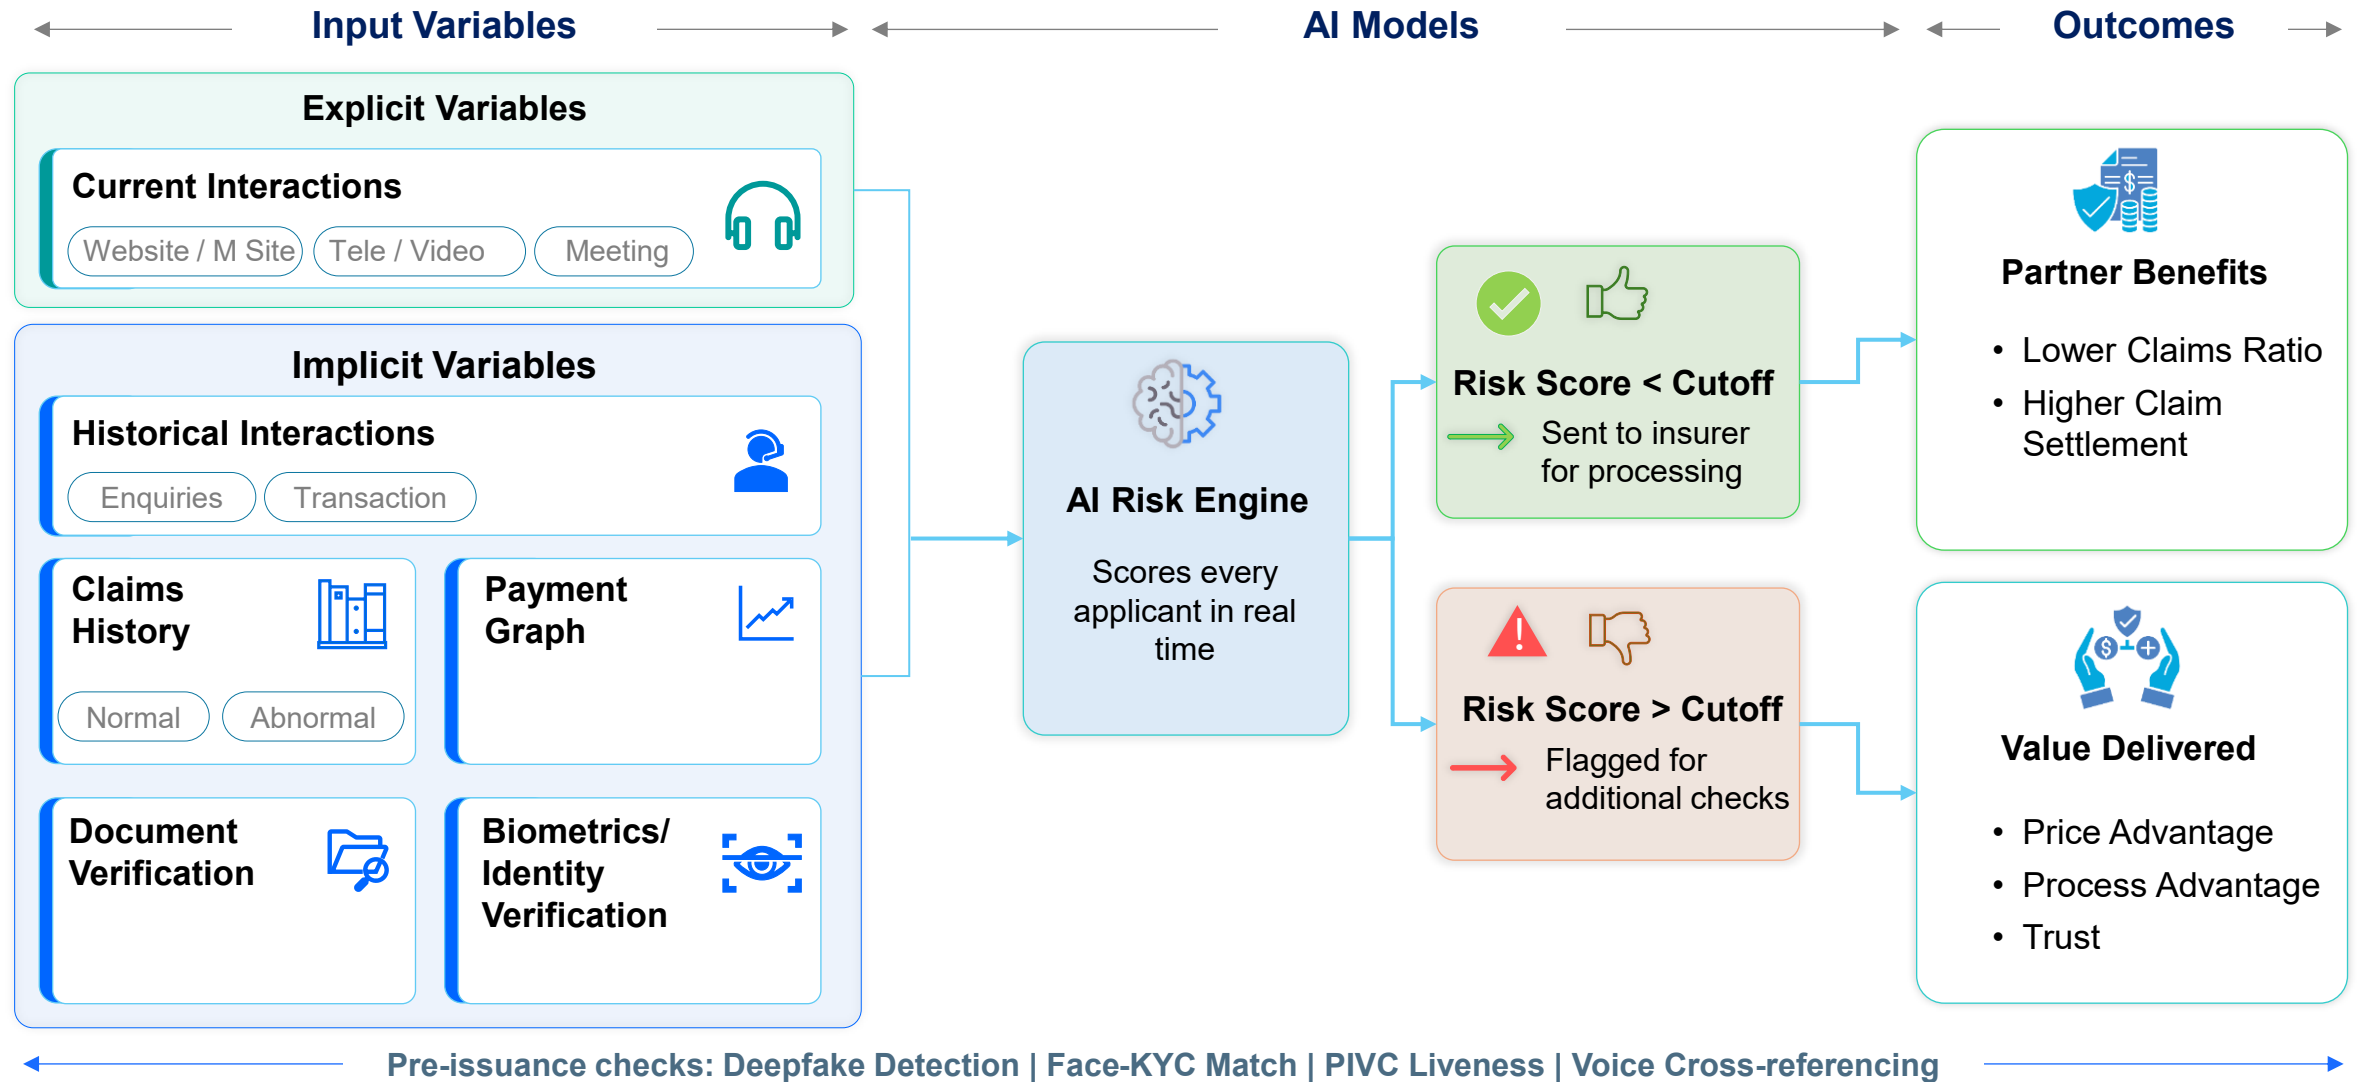 Input Variables
AI Models
Outcomes
Explicit Variables
Current Interactions
Website / M Site
Tele / Video
Meeting
Implicit Variables
Historical Interactions
Enquiries
Transaction
Claims
History
Normal
Abnormal
Payment
Graph
Document
Verification
Biometrics/
Identity
Verification
AI Risk Engine
Scores every
applicant in real
time
Risk Score < Cutoff
Sent to insurer
for processing
Risk Score > Cutoff
Flagged for
additional checks
$
Partner Benefits
• Lower Claims Ratio
• Higher Claim
Settlement
$
Value Delivered
• Price Advantage
• Process Advantage
• Trust
Pre-issuance checks: Deepfake Detection | Face-KYC Match | PIVC Liveness | Voice Cross-referencing